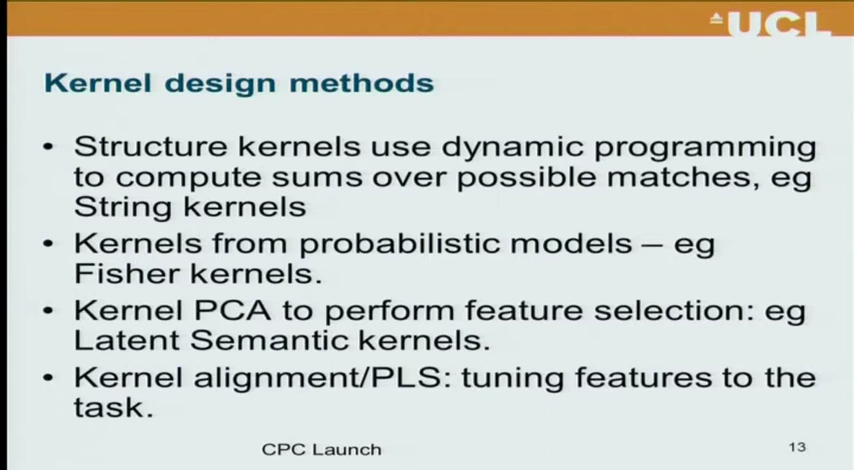 UCL
Kernel design methods
• Structure kernels use dynamic programming
to compute sums over possible matches, eg
String kernels
• Kernels from probabilistic models – eg
Fisher kernels.
• Kernel PCA to perform feature selection: eg
Latent Semantic kernels.
• Kernel alignment/PLS: tuning features to the
task.
CPC Launch
13